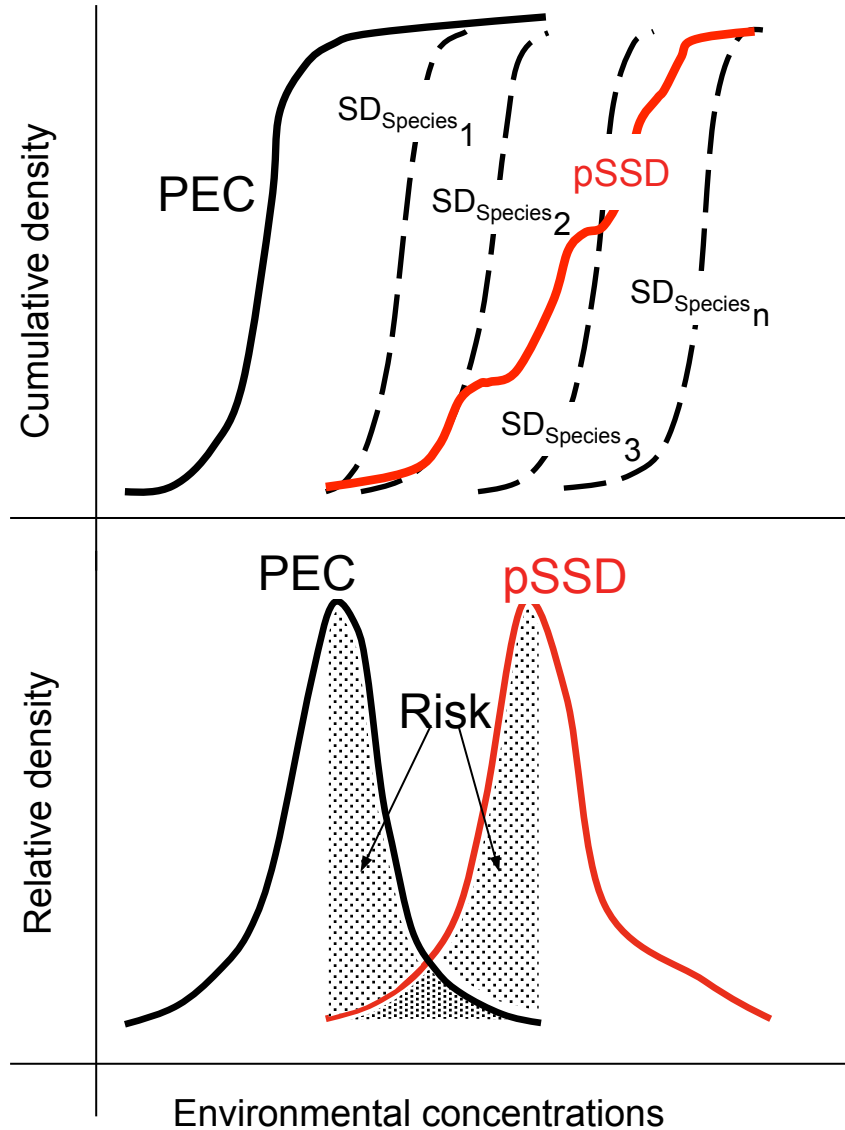 Cumulative density
PEC
SDSpecies1
SDSpecies2
pSSD
SDSpeciesn
SDSpecies3
Relative density
PEC
pSSD
Risk
Environmental concentrations